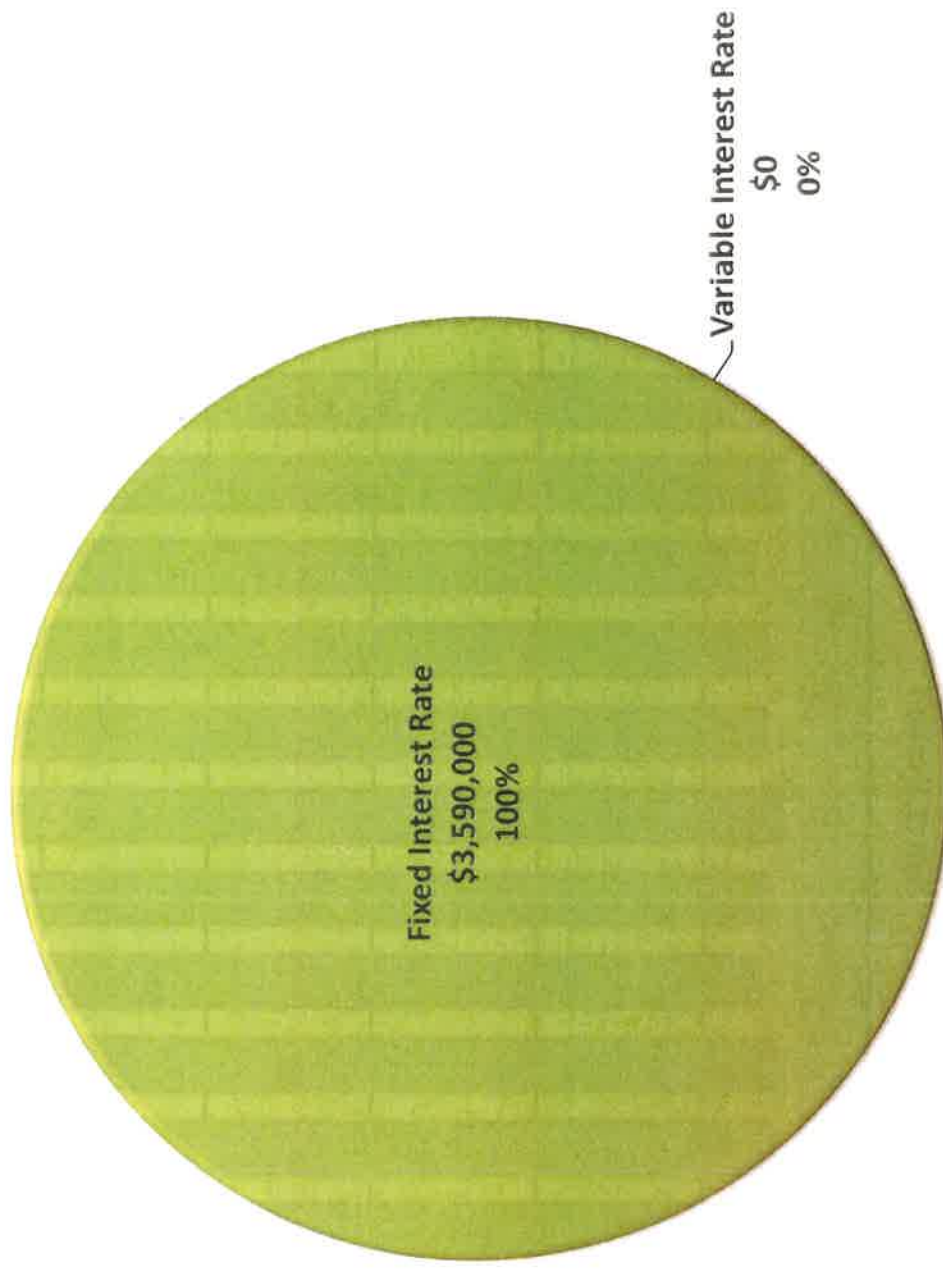 Fixed Interest Rate
$3,590,000
100%
Variable Interest Rate
$0
0%